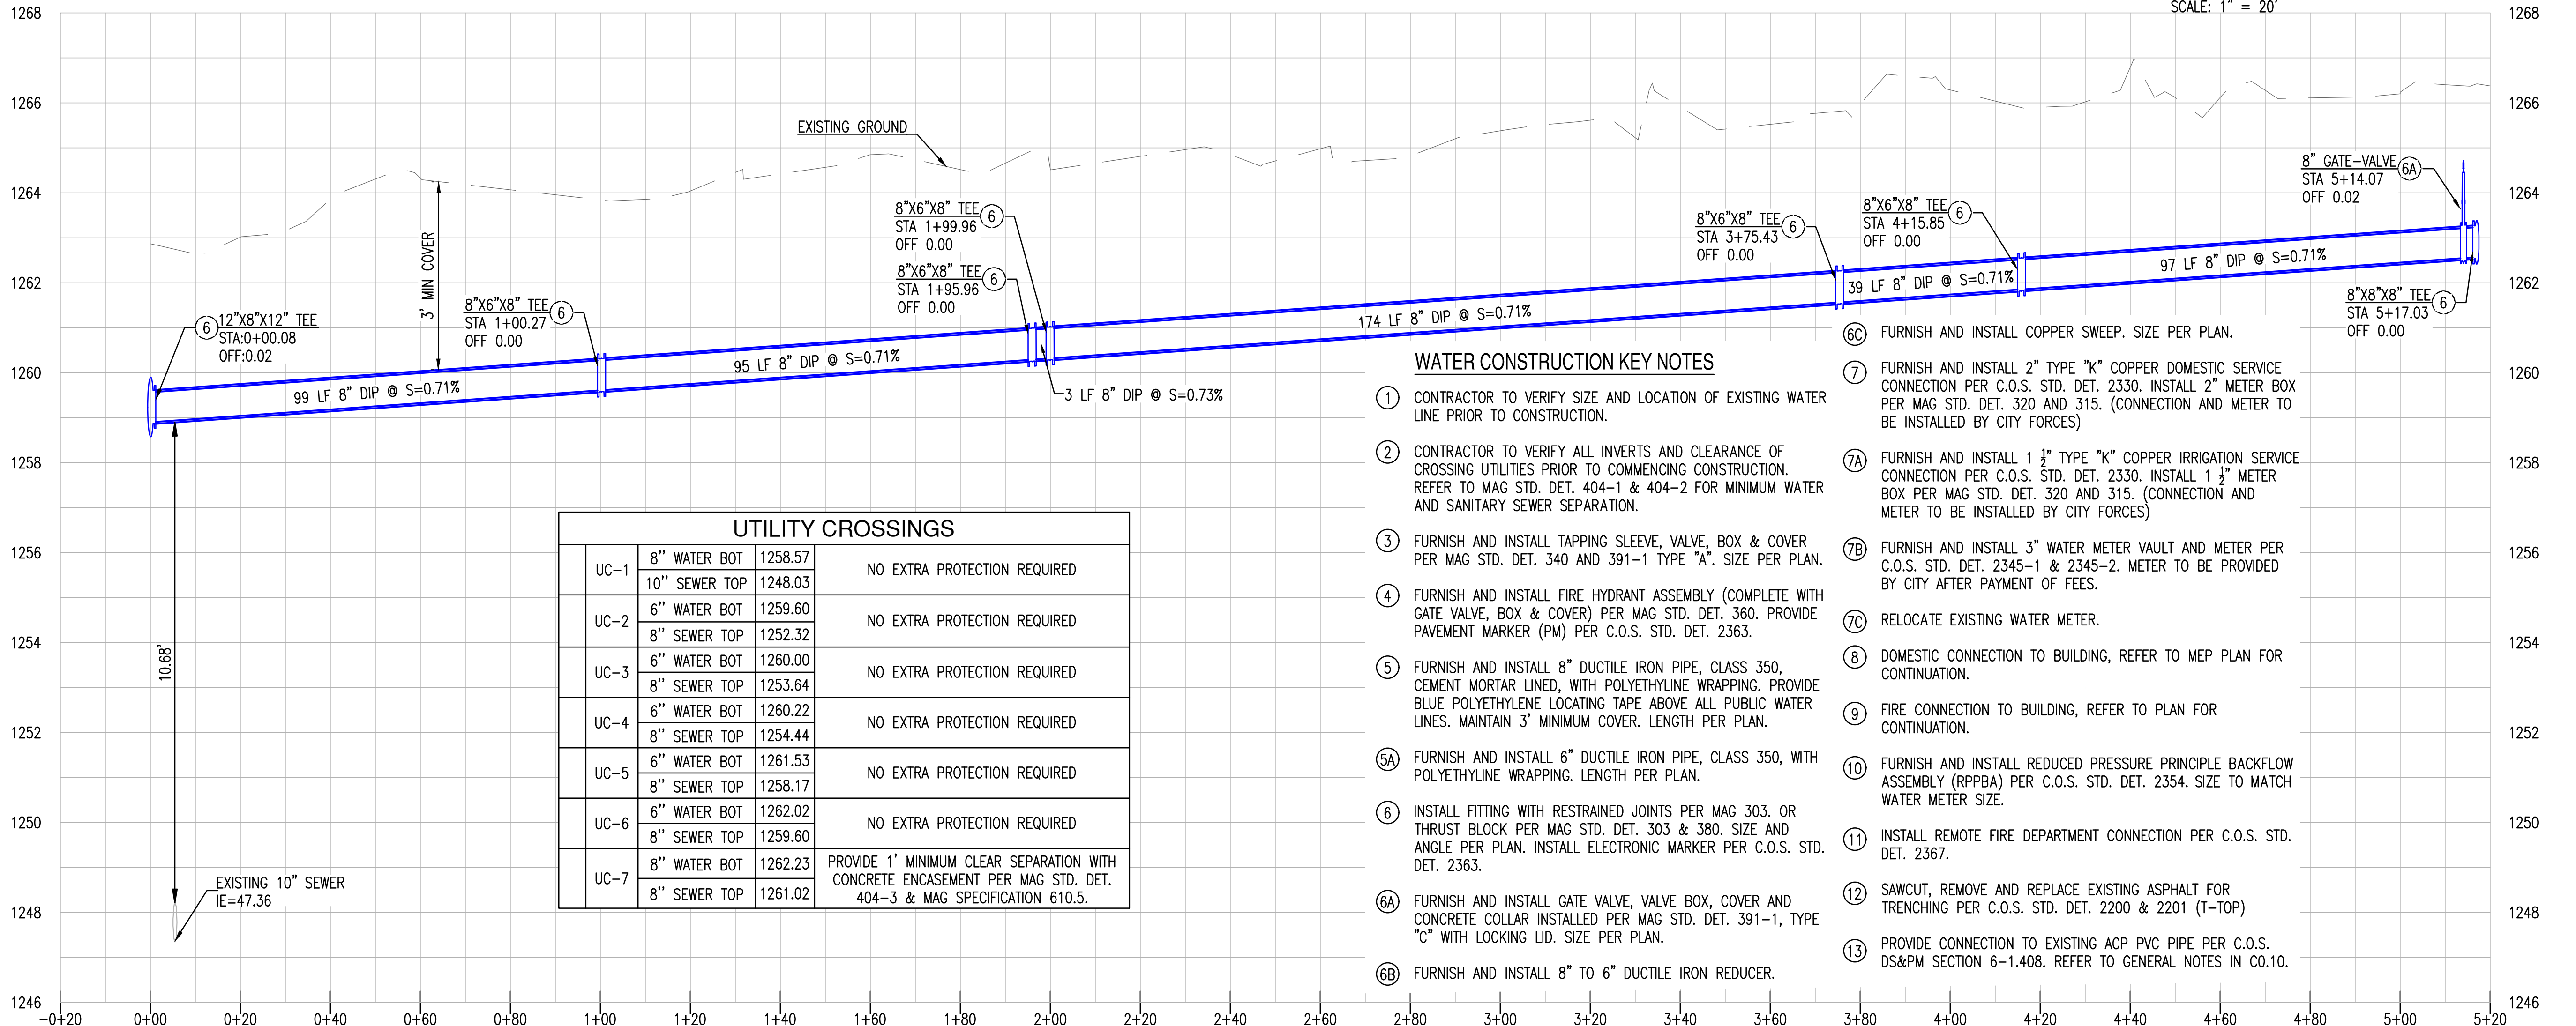 SCALE: 1" = 20'
1268
1266
1264
1262
1260
1258
1256
1254
1252
1250
1248
1246
1268
1266
1264
1262
1260
1258
1256
1254
1252
1250
1248
1246
-0+20
0+00
0+20
0+40
0+60
0+80
1+00
1+20
1+40
1+60
1+80
2+00
2+20
2+40
2+60
2+80
3+00
3+20
3+40
3+60
3+80
4+00
4+20
4+40
4+60
4+80
5+00
5+20
EXISTING GROUND
3' MIN COVER
6 12"X8"X12" TEE
STA:0+00.08
OFF:0.02
99 LF 8" DIP @ S=0.71%
8"X6"X8" TEE 6
STA 1+00.27
OFF 0.00
95 LF 8" DIP @ S=0.71%
8"X6"X8" TEE 6
STA 1+99.96
OFF 0.00
8"X6"X8" TEE 6
STA 1+95.96
OFF 0.00
3 LF 8" DIP @ S=0.73%
174 LF 8" DIP @ S=0.71%
8"X6"X8" TEE 6
STA 3+75.43
OFF 0.00
39 LF 8" DIP @ S=0.71%
8"X6"X8" TEE 6
STA 4+15.85
OFF 0.00
97 LF 8" DIP @ S=0.71%
8" GATE-VALVE 6A
STA 5+14.07
OFF 0.02
8"X8"X8" TEE 6
STA 5+17.03
OFF 0.00
10.68'
EXISTING 10" SEWER
IE=47.36
UTILITY CROSSINGS
UC-1
8'' WATER BOT 1258.57
10'' SEWER TOP 1248.03
NO EXTRA PROTECTION REQUIRED
UC-2
6'' WATER BOT 1259.60
8'' SEWER TOP 1252.32
NO EXTRA PROTECTION REQUIRED
UC-3
6'' WATER BOT 1260.00
8'' SEWER TOP 1253.64
NO EXTRA PROTECTION REQUIRED
UC-4
6'' WATER BOT 1260.22
8'' SEWER TOP 1254.44
NO EXTRA PROTECTION REQUIRED
UC-5
6'' WATER BOT 1261.53
8'' SEWER TOP 1258.17
NO EXTRA PROTECTION REQUIRED
UC-6
6'' WATER BOT 1262.02
8'' SEWER TOP 1259.60
NO EXTRA PROTECTION REQUIRED
UC-7
8'' WATER BOT 1262.23
8'' SEWER TOP 1261.02
PROVIDE 1' MINIMUM CLEAR SEPARATION WITH
CONCRETE ENCASEMENT PER MAG STD. DET.
404-3 & MAG SPECIFICATION 610.5.
WATER CONSTRUCTION KEY NOTES
1 CONTRACTOR TO VERIFY SIZE AND LOCATION OF EXISTING WATER
LINE PRIOR TO CONSTRUCTION.
2 CONTRACTOR TO VERIFY ALL INVERTS AND CLEARANCE OF
CROSSING UTILITIES PRIOR TO COMMENCING CONSTRUCTION.
REFER TO MAG STD. DET. 404-1 & 404-2 FOR MINIMUM WATER
AND SANITARY SEWER SEPARATION.
3 FURNISH AND INSTALL TAPPING SLEEVE, VALVE, BOX & COVER
PER MAG STD. DET. 340 AND 391-1 TYPE "A". SIZE PER PLAN.
4 FURNISH AND INSTALL FIRE HYDRANT ASSEMBLY (COMPLETE WITH
GATE VALVE, BOX & COVER) PER MAG STD. DET. 360. PROVIDE
PAVEMENT MARKER (PM) PER C.O.S. STD. DET. 2363.
5 FURNISH AND INSTALL 8" DUCTILE IRON PIPE, CLASS 350,
CEMENT MORTAR LINED, WITH POLYETHYLINE WRAPPING. PROVIDE
BLUE POLYETHYLENE LOCATING TAPE ABOVE ALL PUBLIC WATER
LINES. MAINTAIN 3' MINIMUM COVER. LENGTH PER PLAN.
5A FURNISH AND INSTALL 6" DUCTILE IRON PIPE, CLASS 350, WITH
POLYETHYLINE WRAPPING. LENGTH PER PLAN.
6 INSTALL FITTING WITH RESTRAINED JOINTS PER MAG 303. OR
THRUST BLOCK PER MAG STD. DET. 303 & 380. SIZE AND
ANGLE PER PLAN. INSTALL ELECTRONIC MARKER PER C.O.S. STD.
DET. 2363.
6A FURNISH AND INSTALL GATE VALVE, VALVE BOX, COVER AND
CONCRETE COLLAR INSTALLED PER MAG STD. DET. 391-1, TYPE
"C" WITH LOCKING LID. SIZE PER PLAN.
6B FURNISH AND INSTALL 8" TO 6" DUCTILE IRON REDUCER.
6C FURNISH AND INSTALL COPPER SWEEP. SIZE PER PLAN.
7 FURNISH AND INSTALL 2" TYPE "K" COPPER DOMESTIC SERVICE
CONNECTION PER C.O.S. STD. DET. 2330. INSTALL 2" METER BOX
PER MAG STD. DET. 320 AND 315. (CONNECTION AND METER TO
BE INSTALLED BY CITY FORCES)
7A FURNISH AND INSTALL 1 ½" TYPE "K" COPPER IRRIGATION SERVICE
CONNECTION PER C.O.S. STD. DET. 2330. INSTALL 1 ½" METER
BOX PER MAG STD. DET. 320 AND 315. (CONNECTION AND
METER TO BE INSTALLED BY CITY FORCES)
7B FURNISH AND INSTALL 3" WATER METER VAULT AND METER PER
C.O.S. STD. DET. 2345-1 & 2345-2. METER TO BE PROVIDED
BY CITY AFTER PAYMENT OF FEES.
7C RELOCATE EXISTING WATER METER.
8 DOMESTIC CONNECTION TO BUILDING, REFER TO MEP PLAN FOR
CONTINUATION.
9 FIRE CONNECTION TO BUILDING, REFER TO PLAN FOR
CONTINUATION.
10 FURNISH AND INSTALL REDUCED PRESSURE PRINCIPLE BACKFLOW
ASSEMBLY (RPPBA) PER C.O.S. STD. DET. 2354. SIZE TO MATCH
WATER METER SIZE.
11 INSTALL REMOTE FIRE DEPARTMENT CONNECTION PER C.O.S. STD.
DET. 2367.
12 SAWCUT, REMOVE AND REPLACE EXISTING ASPHALT FOR
TRENCHING PER C.O.S. STD. DET. 2200 & 2201 (T-TOP)
13 PROVIDE CONNECTION TO EXISTING ACP PVC PIPE PER C.O.S.
DS&PM SECTION 6-1.408. REFER TO GENERAL NOTES IN C0.10.